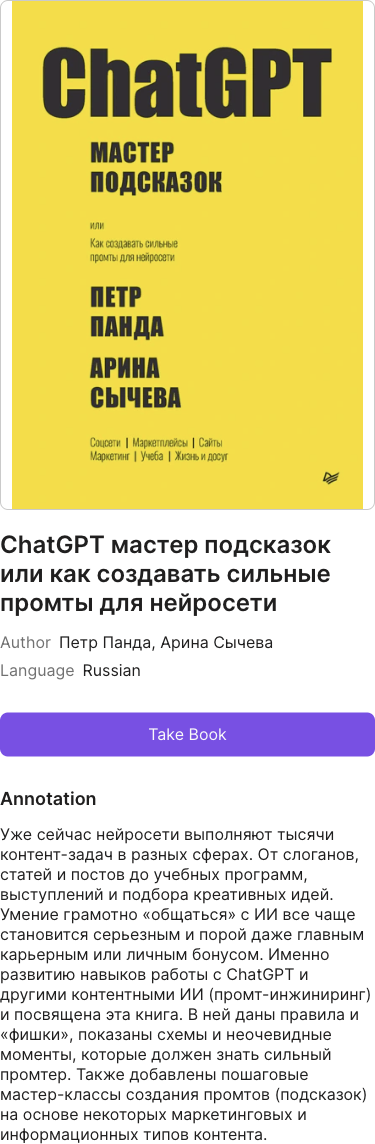 ChatGPT
МАСТЕР
ПОДСКАЗОК
или
Как создавать сильные
промты для нейросети
ПЕТР
ПАНДА
АРИНА
СЫЧЕВА
Соцсети | Маркетплейсы | Сайты
Маркетинг | Учеба | Жизнь и досуг
ChatGPT мастер подсказок
или как создавать сильные
промты для нейросети
Author Петр Панда, Арина Сычева
Language Russian
Take Book
Annotation
Уже сейчас нейросети выполняют тысячи
контент-задач в разных сферах. От слоганов,
статей и постов до учебных программ,
выступлений и подбора креативных идей.
Умение грамотно «общаться» с ИИ все чаще
становится серьезным и порой даже главным
карьерным или личным бонусом. Именно
развитию навыков работы с ChatGPT и
другими контентными ИИ (промт-инжиниринг)
и посвящена эта книга. В ней даны правила и
«фишки», показаны схемы и неочевидные
моменты, которые должен знать сильный
промтер. Также добавлены пошаговые
мастер-классы создания промтов (подсказок)
на основе некоторых маркетинговых и
информационных типов контента.